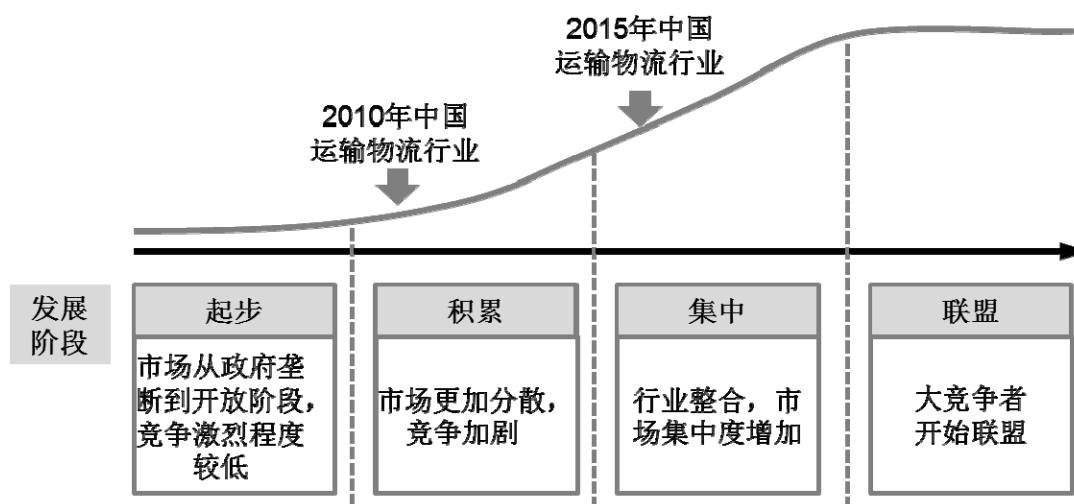 2015年中国
运输物流行业
2010年中国
运输物流行业
发展
阶段
起步
积累
集中
联盟
市场从政府垄
断到开放阶段，
竞争激烈程度
较低
市场更加分散，
竞争加剧
行业整合，市
场集中度增加
大竞争者
开始联盟